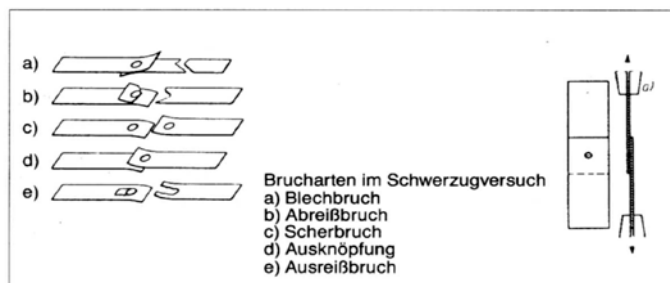 a)
b)
c)
d)
e)
a)
Brucharten im Schwerzugversuch
a) Blechbruch
b) Abreißbruch
c) Scherbruch
d) Ausknöpfung
e) Ausreißbruch